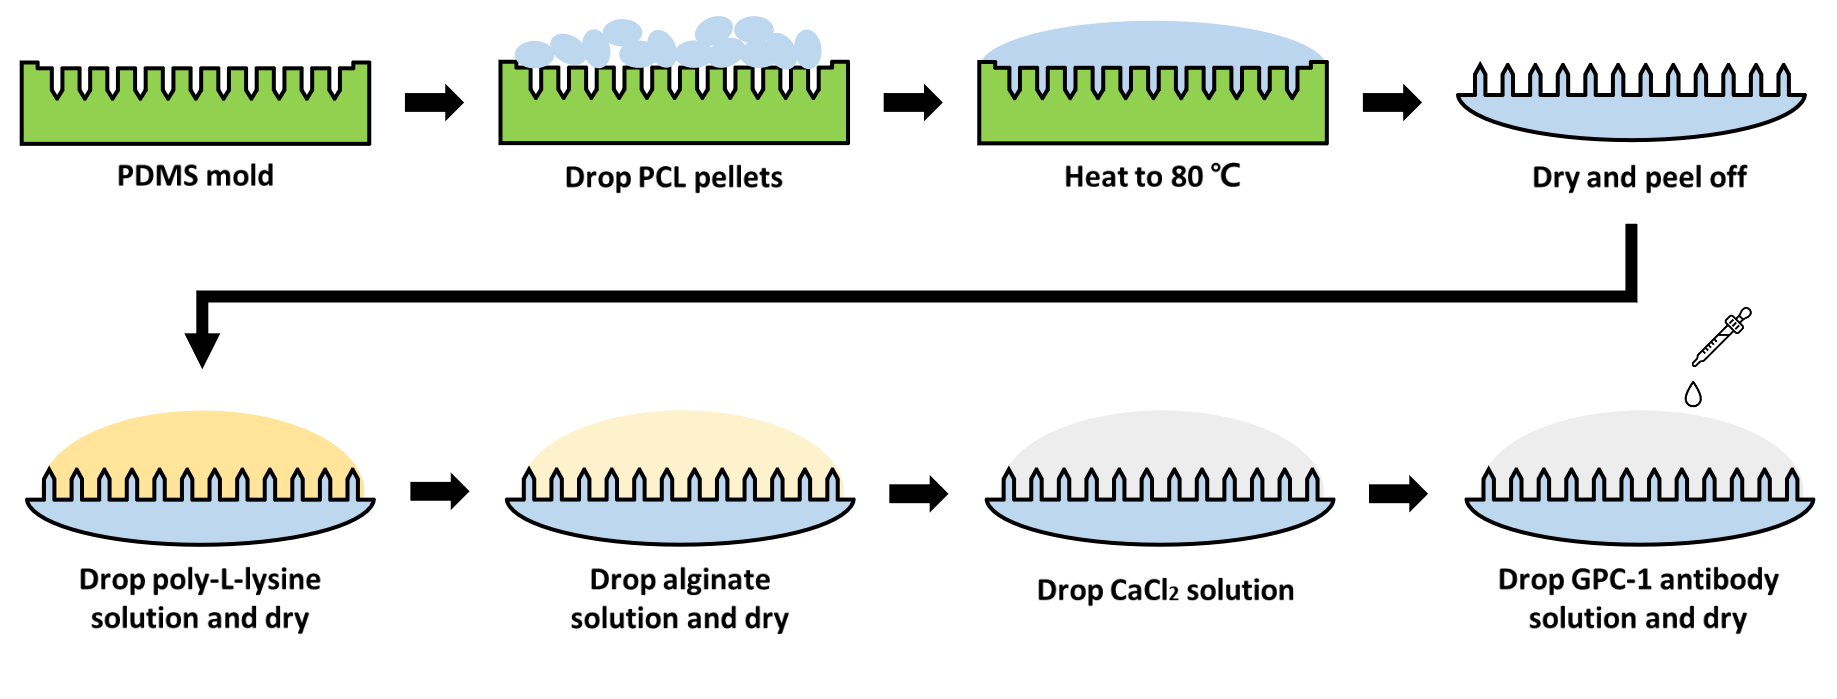 PDMS mold
Drop PCL pellets
Heat to 80 ℃
Dry and peel off
Drop poly-L-lysine
solution and dry
Drop alginate
solution and dry
Drop CaCl₂ solution
Drop GPC-1 antibody
solution and dry